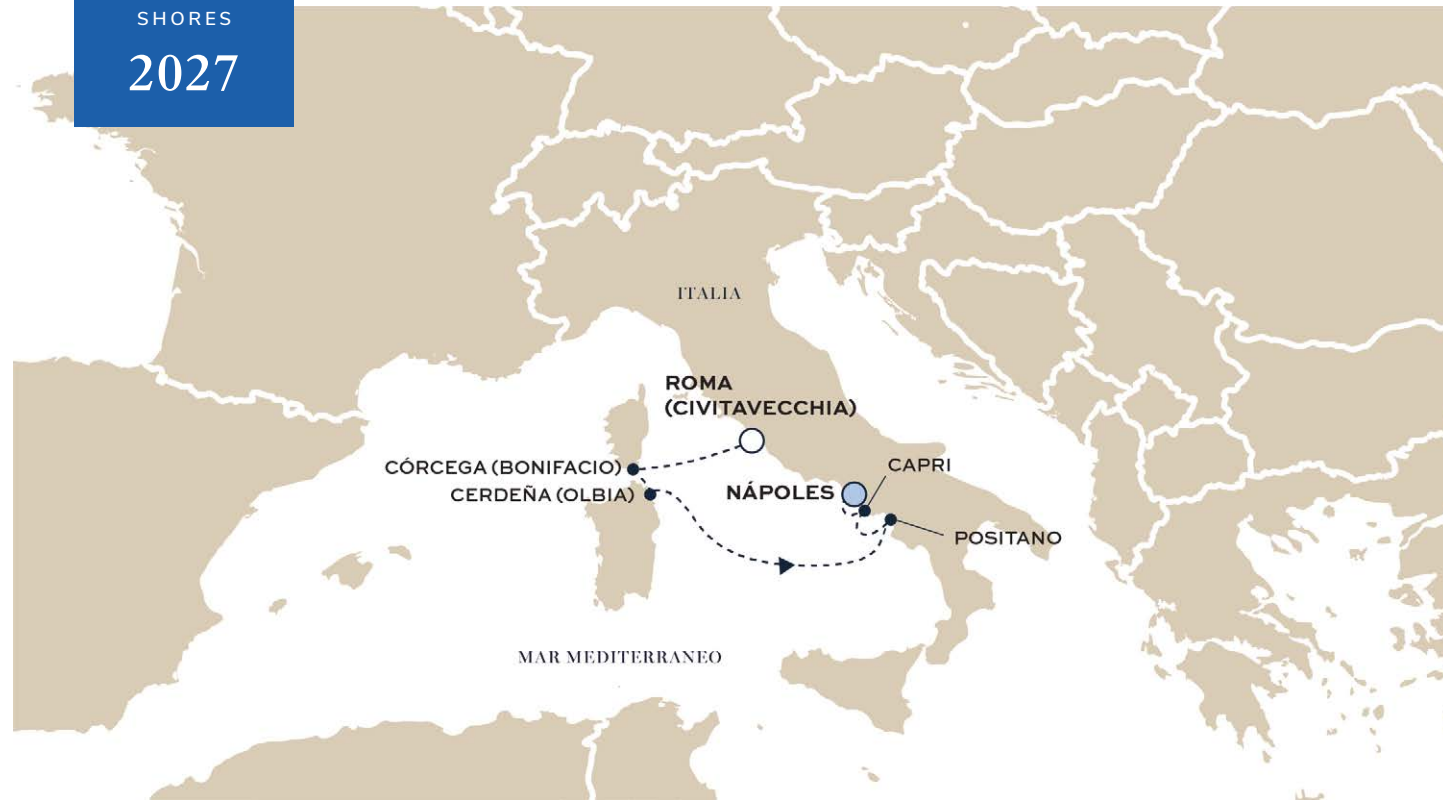 SHORES
2027
ITALIA
ROMA
(CIVITAVECCHIA)
CÓRCEGA (BONIFACIO)
CERDEÑA (OLBIA)
NÁPOLES
CAPRI
POSITANO
MAR MEDITERRANEO